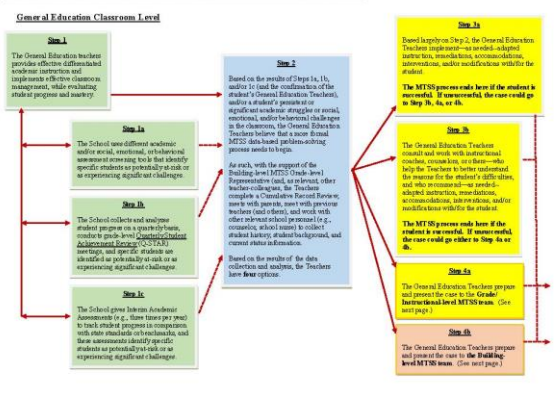 General Education Classroom Level
Step 1
The General Education teachers
provides effective differentiated
academic instruction and
implements effective classroom
management, while evaluating
student progress and mastery.
Step 1a
The School uses different academic
and/or social, emotional, or behavioral
assessment screening tools that identify
specific students as potentially at-risk or
as experiencing significant challenges.
Step 1b
The School collects and analyzes
student progress on a quarterly basis,
conducts grade-level Quarterly Student
Achievement Review (Q-STAR)
meetings, and specific students are
identified as potentially at-risk or as
experiencing significant challenges.
Step 1c
The School gives Interim Academic
Assessments (e.g., three times per year)
to track student progress in comparison
with state standards or benchmarks, and
these assessments identify specific
students as potentially at-risk or as
experiencing significant challenges.
Step 2
Based on the results of Steps 1a, 1b,
and/or 1c (and the confirmation of the
student's General Education Teachers),
and/or a student's persistent or
significant academic struggles or social,
emotional, and/or behavioral challenges
in the classroom, the General Education
Teachers believe that a more formal
MTSS data-based problem-solving
process needs to begin.
As such, with the support of the
Building-level MTSS Grade-level
Representative (and, as relevant, other
teacher-colleagues, the Teachers
complete a Cumulative Record Review;
meets with parents, meet with previous
teachers (and others), and work with
other relevant school personnel (e.g.,
counselor, school nurse) to collect
student history, student background, and
current status information.
Based on the results of the data
collection and analysis, the Teachers
have four options.
Step 3a
Based largely on Step 2, the General Education
Teachers implement—as needed–adapted
instruction, remediations, accommodations,
interventions, and/or modifications with/for the
student.
The MTSS process ends here if the student is
successful. If unsuccessful, the case could go
to Step 3b, 4a, or 4b.
Step 3b
The General Education Teachers
consult and work with instructional
coaches, counselors, or others—who
help the Teachers to better understand
the reasons for the student's difficulties,
and who recommend—as needed–
adapted instruction, remediations,
accommodations, interventions, and/or
modifications with/for the student.
The MTSS process ends here if the
student is successful. If unsuccessful,
the case could go either to Step 4a or
4b.
Step 4a
The General Education Teachers prepare
and present the case to the Grade/
Instructional-level MTSS team. (See
next page.)
Step 4b
The General Education Teachers prepare
and present the case to the Building-
level MTSS team. (See next page.)